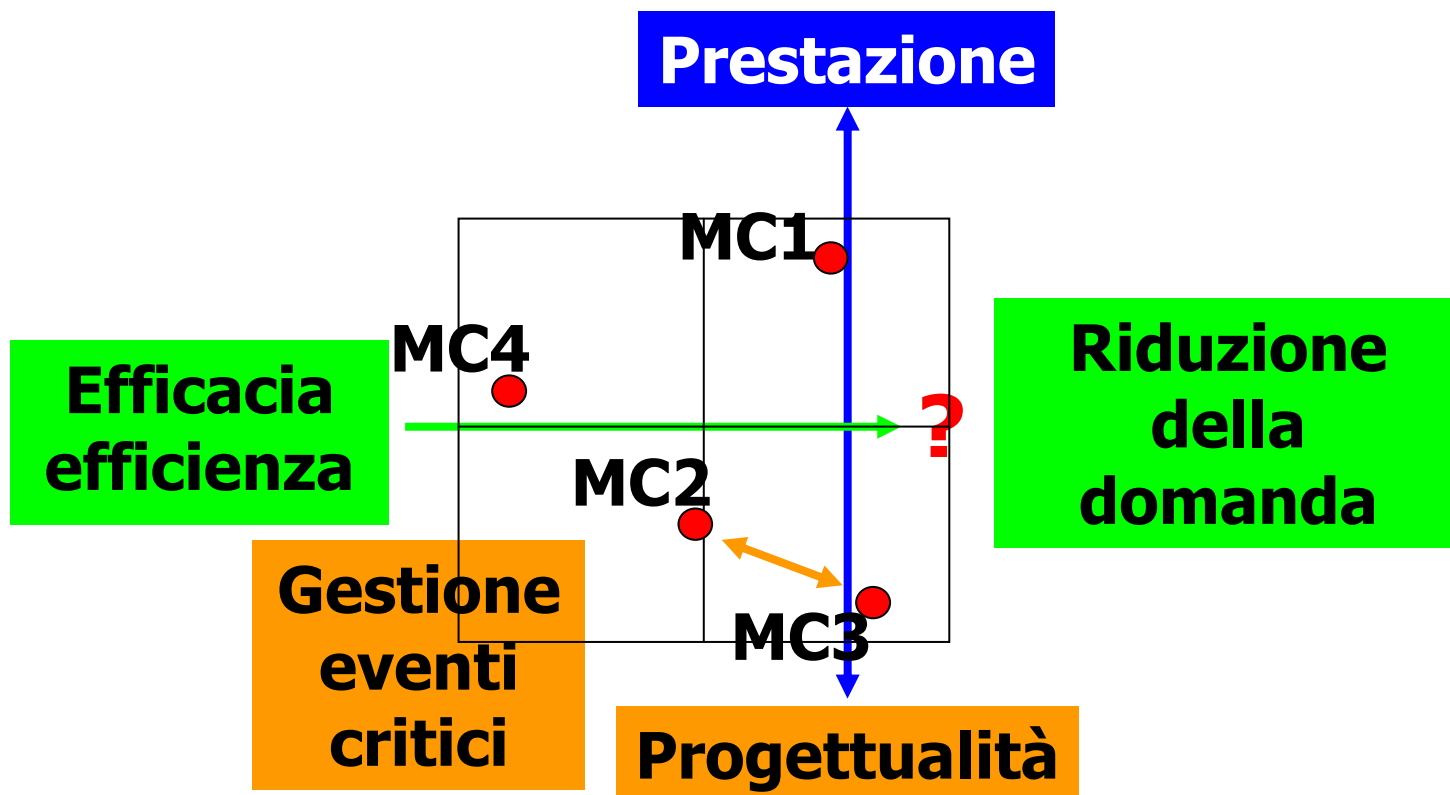 Prestazione
MC1
MC4
Efficacia
efficienza
Riduzione
della
domanda
?
MC2
Gestione
eventi
critici
MC3
Progettualità